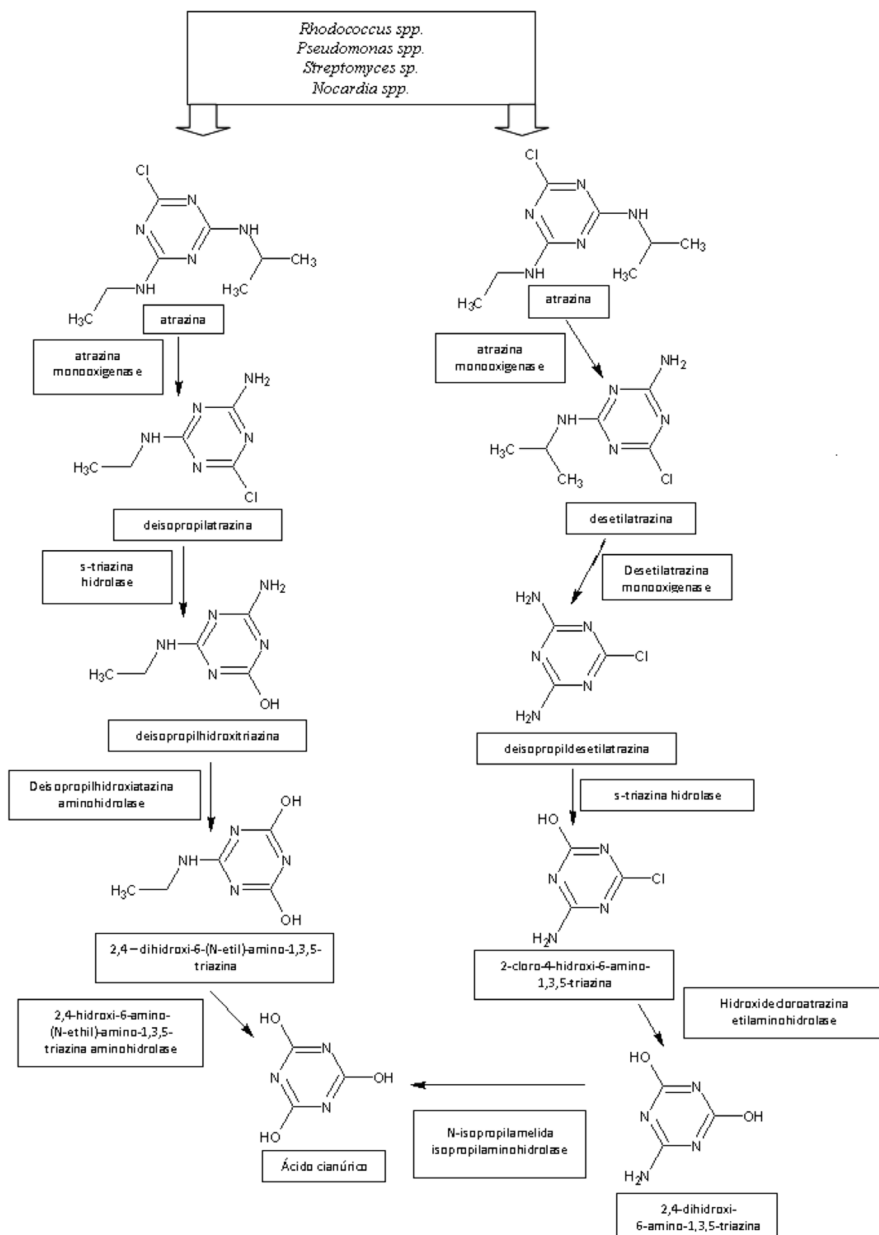 Rhodococcus spp.
Pseudomonas spp.
Streptomyces sp.
Nocardia spp.
Cl
N
N
N
NH
CH₃
H₃C
NH
H₃C
atrazina
atrazina
monooxigenase
NH₂
N
N
N
NH
H₃C
Cl
deisopropilatrazina
s-triazina
hidrolase
NH₂
N
N
N
NH
H₃C
OH
deisopropilhidroxitriazina
Deisopropilhidroxiatazina
aminohidrolase
OH
N
N
N
NH
H₃C
OH
2,4 – dihidroxi-6-(N-etil)-amino-1,3,5-
triazina
2,4-hidroxi-6-amino-
(N-ethil)-amino-1,3,5-
triazina aminohidrolase
HO
N
N
N
OH
HO
Ácido cianúrico
Cl
N
N
N
NH
CH₃
H₃C
NH
H₃C
atrazina
atrazina
monooxigenase
NH₂
N
N
N
NH
H₃C
CH₃
Cl
desetilatrazina
Desetilatrazina
monooxigenase
H₂N
N
N
N
Cl
H₂N
deisopropildesetilatrazina
s-triazina hidrolase
HO
N
N
N
Cl
H₂N
2-cloro-4-hidroxi-6-amino-
1,3,5-triazina
Hidroxidecloroatrazina
etilaminohidrolase
HO
N
N
N
OH
H₂N
2,4-dihidroxi-
6-amino-1,3,5-triazina
N-isopropilamelida
isopropilaminohidrolase